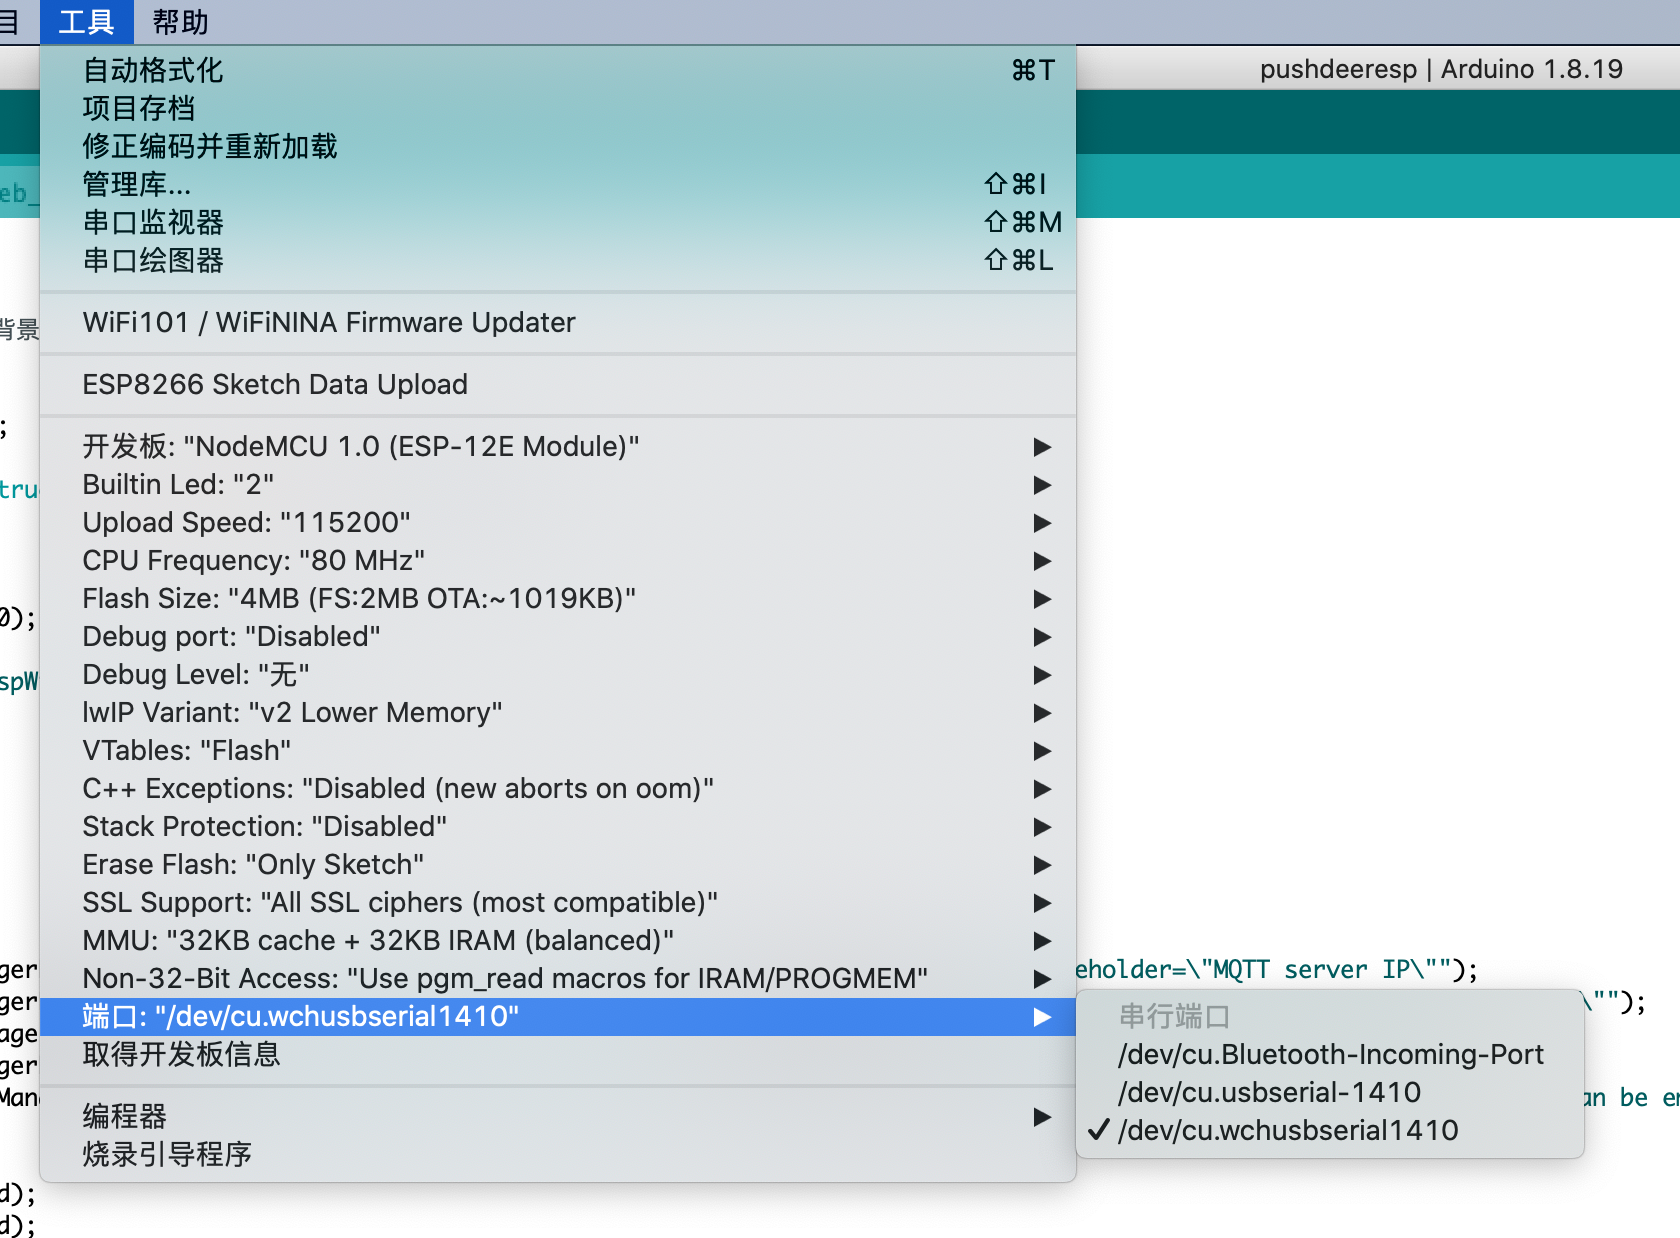 目 工具 帮助
pushdeeresp | Arduino 1.8.19
自动格式化 ⌘T
项目存档
修正编码并重新加载
管理库... ⇧⌘I
eb_
串口监视器 ⇧⌘M
串口绘图器 ⇧⌘L
WiFi101 / WiFiNINA Firmware Updater
背景
ESP8266 Sketch Data Upload
;
开发板: "NodeMCU 1.0 (ESP-12E Module)"
Builtin Led: "2"
tru
Upload Speed: "115200"
CPU Frequency: "80 MHz"
Flash Size: "4MB (FS:2MB OTA:~1019KB)"
0);
Debug port: "Disabled"
Debug Level: "无"
spW
lwIP Variant: "v2 Lower Memory"
VTables: "Flash"
C++ Exceptions: "Disabled (new aborts on oom)"
Stack Protection: "Disabled"
Erase Flash: "Only Sketch"
SSL Support: "All SSL ciphers (most compatible)"
MMU: "32KB cache + 32KB IRAM (balanced)"
ger
eholder=\"MQTT server IP\"");
Non-32-Bit Access: "Use pgm_read macros for IRAM/PROGMEM"
ger
\"");
端口: "/dev/cu.wchusbserial1410"
age
取得开发板信息
ger
串行端口
/dev/cu.Bluetooth-Incoming-Port
/dev/cu.usbserial-1410
✓ /dev/cu.wchusbserial1410
Man
an be en
编程器
烧录引导程序
d);
d);